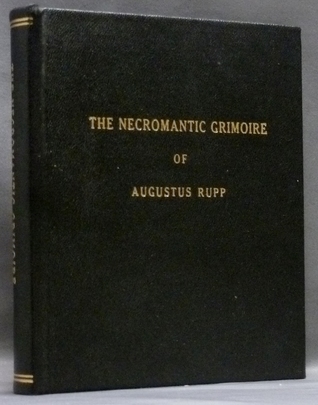 THE NECROMANTIC GRIMOIRE
OF
AUGUSTUS RUPP